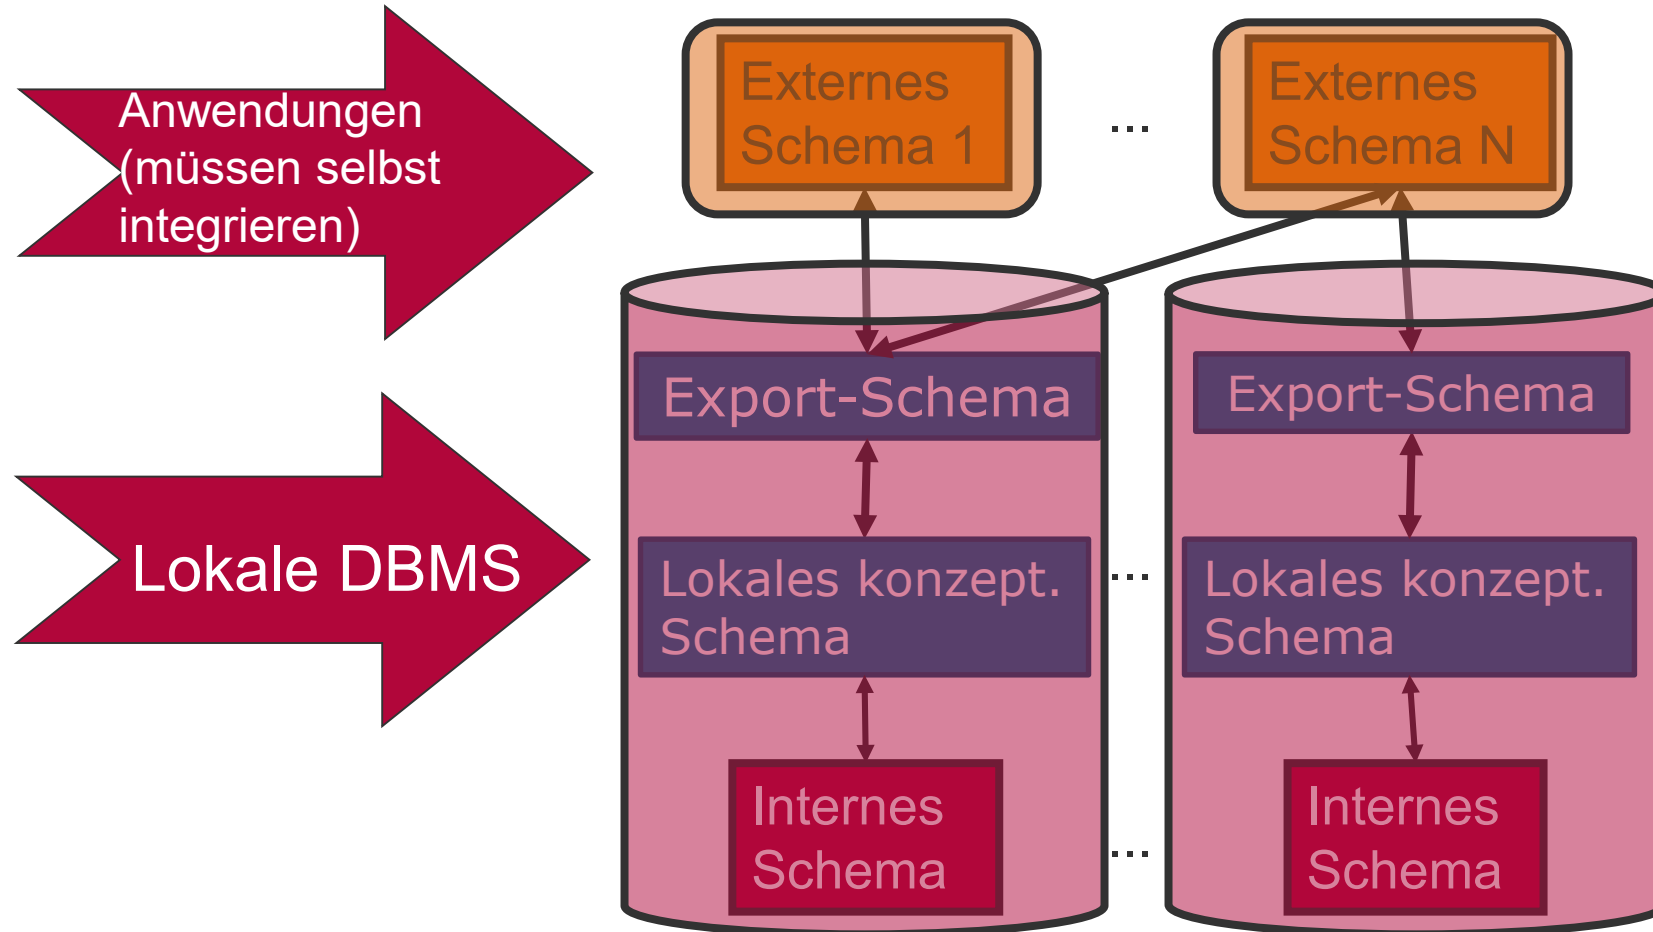 Anwendungen
(müssen selbst
integrieren)
Externes
Schema 1
...
Externes
Schema N
Lokale DBMS
Export-Schema
Export-Schema
Lokales konzept.
Schema
...
Lokales konzept.
Schema
Internes
Schema
...
Internes
Schema